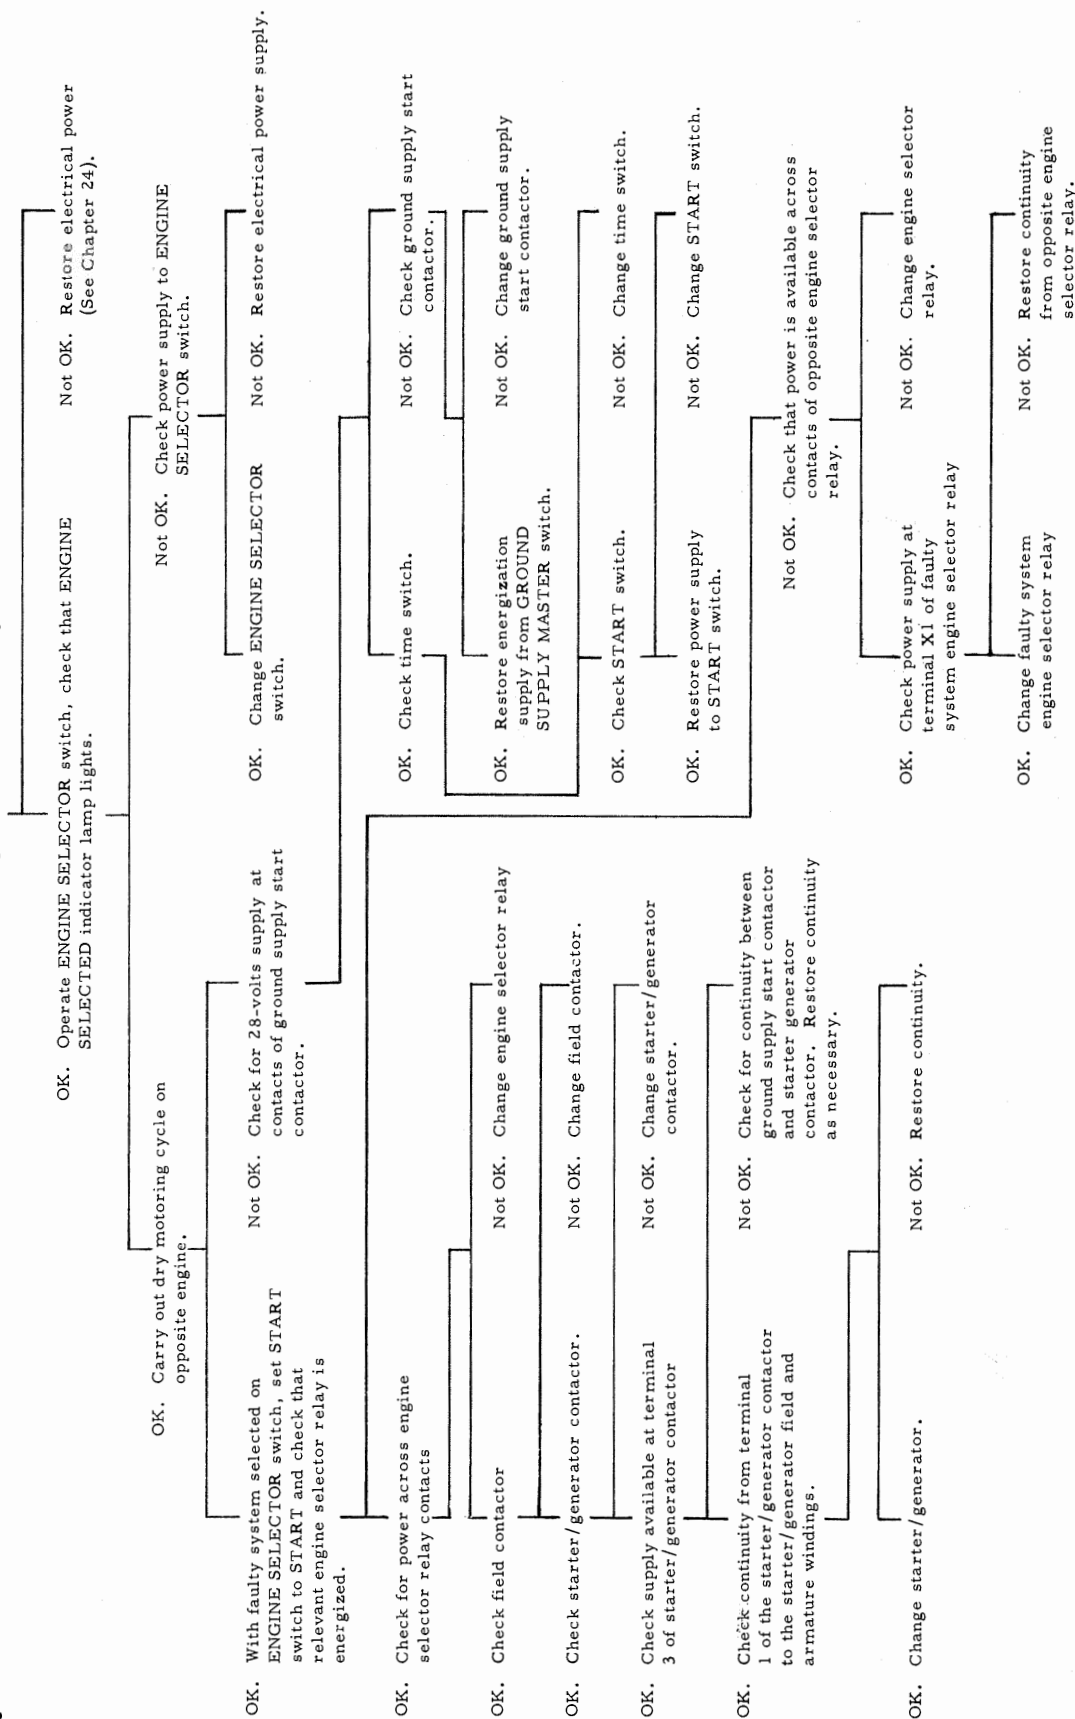 OK. Operate ENGINE SELECTOR switch, check that ENGINE
SELECTED indicator lamp lights.
Not OK. Restore electrical power
(See Chapter 24).
OK. Carry out dry motoring cycle on
opposite engine.
Not OK. Check power supply to ENGINE
SELECTOR switch.
OK. With faulty system selected on
ENGINE SELECTOR switch, set START
switch to START and check that
relevant engine selector relay is
energized.
Not OK. Check for 28-volts supply at
contacts of ground supply start
contactor.
OK. Change ENGINE SELECTOR
switch.
Not OK. Restore electrical power supply.
OK. Check for power across engine
selector relay contacts
OK. Check time switch.
Not OK. Check ground supply start
contactor.
OK. Check field contactor
Not OK. Change engine selector relay
OK. Restore energization
supply from GROUND
SUPPLY MASTER switch.
Not OK. Change ground supply
start contactor.
OK. Check starter/generator contactor.
Not OK. Change field contactor.
OK. Check START switch.
Not OK. Change time switch.
OK. Check supply available at terminal
3 of starter/generator contactor
Not OK. Change starter/generator
contactor.
OK. Restore power supply
to START switch.
Not OK. Change START switch.
OK. Check continuity from terminal
1 of the starter/generator contactor
to the starter/generator field and
armature windings.
Not OK. Check for continuity between
ground supply start contactor
and starter generator
contactor. Restore continuity
as necessary.
Not OK. Check that power is available across
contacts of opposite engine selector
relay.
OK. Change starter/generator.
Not OK. Restore continuity.
OK. Check power supply at
terminal X1 of faulty
system engine selector relay
Not OK. Change engine selector
relay.
OK. Change faulty system
engine selector relay
Not OK. Restore continuity
from opposite engine
selector relay.